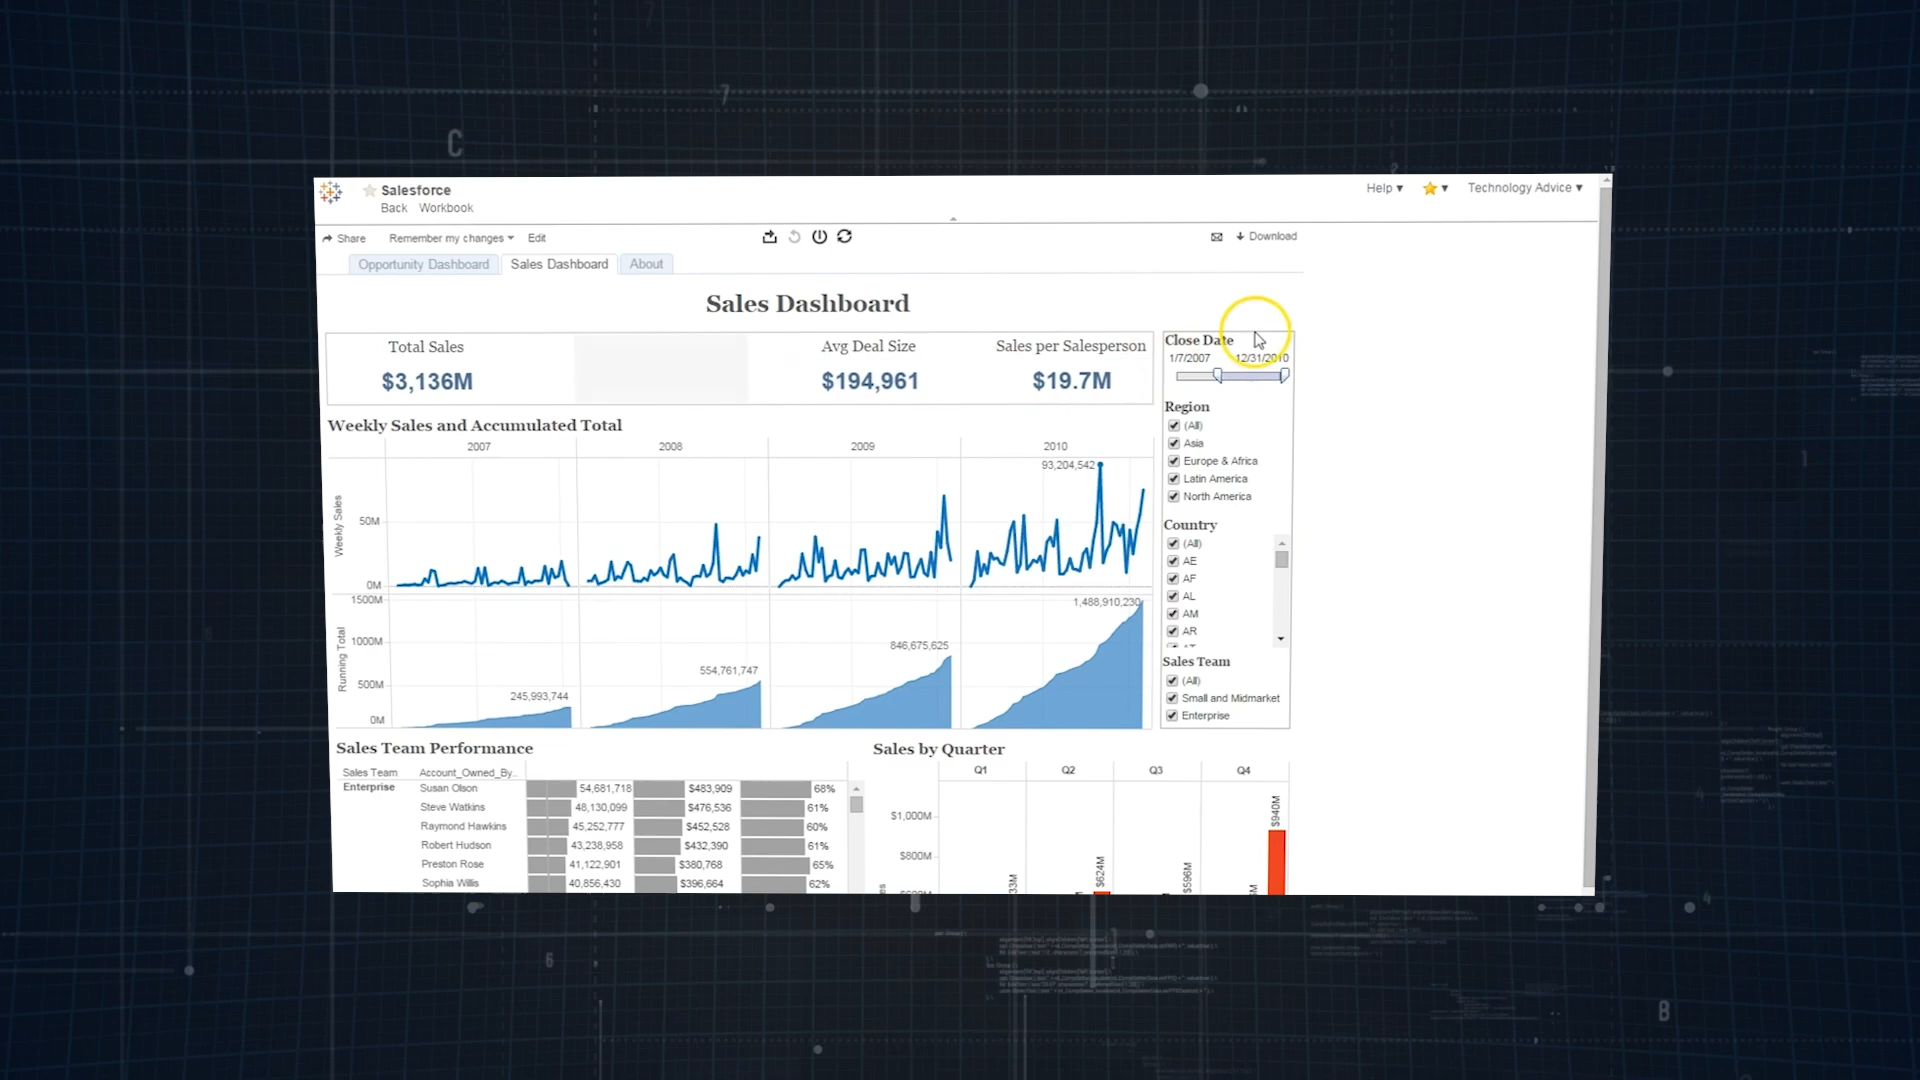 Salesforce
Help ▾ ▾ Technology Advice ▾
Back Workbook
Share Remember my changes ▾ Edit
Download
Opportunity Dashboard Sales Dashboard About
Sales Dashboard
Total Sales Avg Deal Size Sales per Salesperson
$3,136M $194,961 $19.7M
Close Date
1/7/2007 12/31/2010
Region
(All)
Asia
Europe & Africa
Latin America
North America
Country
(All)
AE
AF
AL
AM
AR
Sales Team
(All)
Small and Midmarket
Enterprise
Weekly Sales and Accumulated Total
2007 2008 2009 2010
93,204,542
Weekly Sales
50M
0M
1500M
1,488,910,230
Running Total
1000M
846,675,625
554,761,747
500M
245,993,744
0M
Sales Team Performance
Sales Team Account_Owned_By..
Enterprise Susan Olson 54,681,718 $483,909 68%
Steve Watkins 48,130,099 $476,536 61%
Raymond Hawkins 45,252,777 $452,528 60%
Robert Hudson 43,238,958 $432,390 61%
Preston Rose 41,122,901 $380,768 65%
Sophia Willis 40,856,430 $396,664 62%
Sales by Quarter
Q1 Q2 Q3 Q4
$1,000M
$800M
$624M
$596M
$940M
C
7
6
B